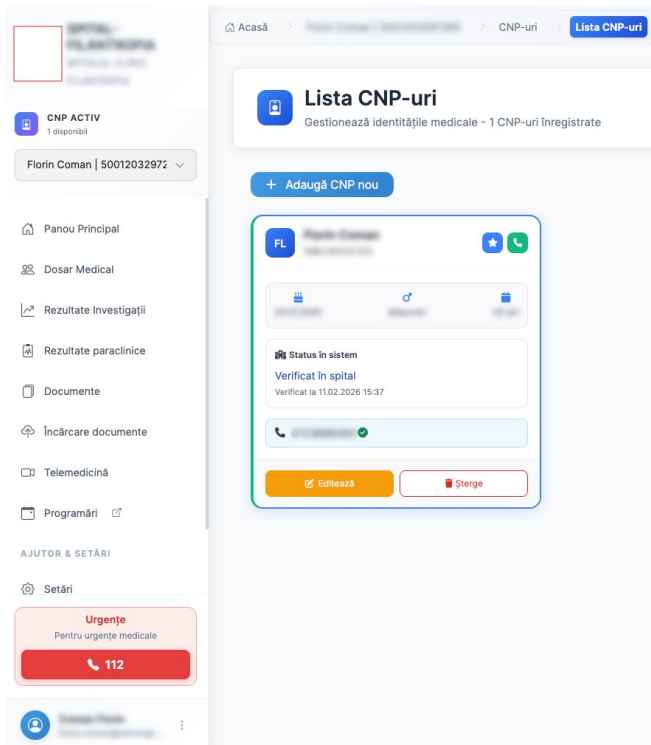 CNP ACTIV
1 disponibil
Florin Coman | 5001203297
Panou Principal
Dosar Medical
Rezultate Investigații
Rezultate paraclinice
Documente
Încărcare documente
Telemedicină
Programări
AJUTOR & SETĂRI
Setări
Urgențe
Pentru urgențe medicale
112
Acasă
CNP-uri
Lista CNP-uri
Lista CNP-uri
Gestionează identitățile medicale - 1 CNP-uri înregistrate
+ Adaugă CNP nou
FL
Status în sistem
Verificat în spital
Verificat la 11.02.2026 15:37
Editează
Șterge